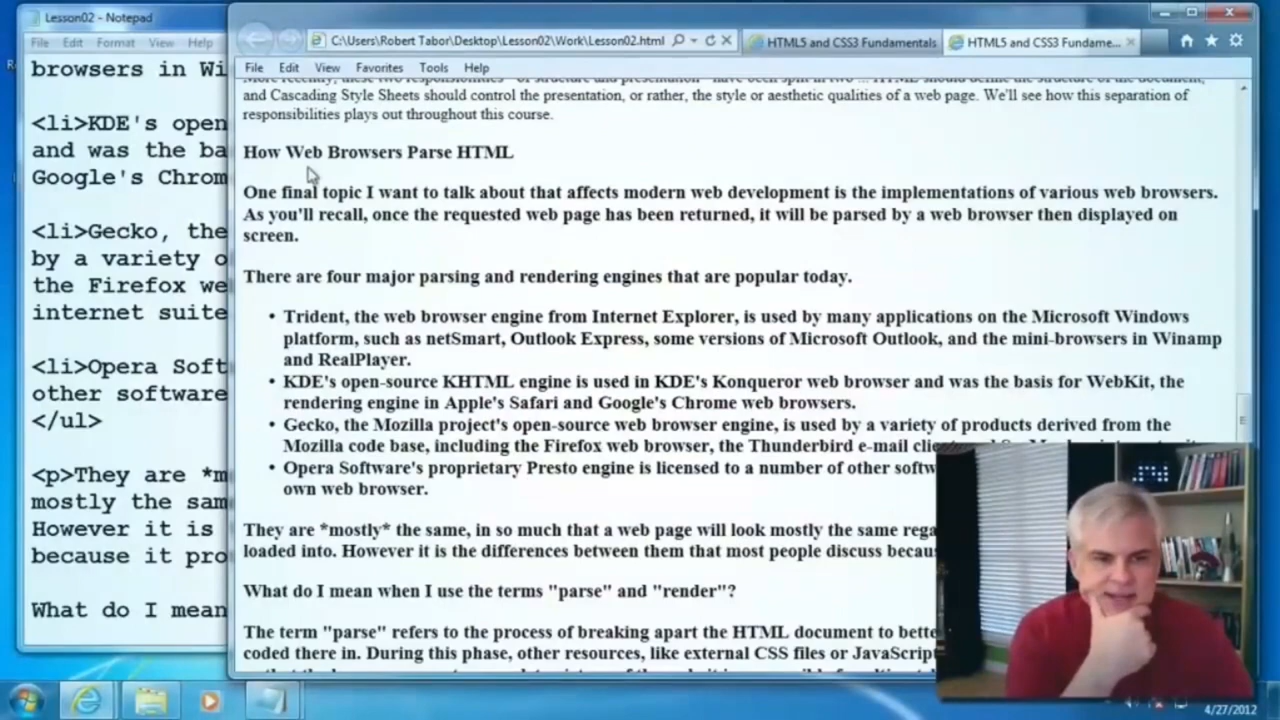 Lesson02 - Notepad
File Edit Format View Help
browsers in Wi
<li>KDE's open
and was the ba
Google's Chrom
<li>Gecko, the
by a variety o
the Firefox we
internet suite
<li>Opera Soft
other software
</ul>
<p>They are *m
mostly the sam
However it is
because it pro
What do I mean
C:\Users\Robert Tabor\Desktop\Lesson02\Work\Lesson02.html
HTML5 and CSS3 Fundamentals
HTML5 and CSS3 Fundame...
File Edit View Favorites Tools Help
and Cascading Style Sheets should control the presentation, or rather, the style or aesthetic qualities of a web page. We'll see how this separation of
responsibilities plays out throughout this course.
How Web Browsers Parse HTML
One final topic I want to talk about that affects modern web development is the implementations of various web browsers.
As you'll recall, once the requested web page has been returned, it will be parsed by a web browser then displayed on
screen.
There are four major parsing and rendering engines that are popular today.
• Trident, the web browser engine from Internet Explorer, is used by many applications on the Microsoft Windows
platform, such as netSmart, Outlook Express, some versions of Microsoft Outlook, and the mini-browsers in Winamp
and RealPlayer.
• KDE's open-source KHTML engine is used in KDE's Konqueror web browser and was the basis for WebKit, the
rendering engine in Apple's Safari and Google's Chrome web browsers.
• Gecko, the Mozilla project's open-source web browser engine, is used by a variety of products derived from the
Mozilla code base, including the Firefox web browser, the Thunderbird e-mail
• Opera Software's proprietary Presto engine is licensed to a number of other softw
own web browser.
They are *mostly* the same, in so much that a web page will look mostly the same rega
loaded into. However it is the differences between them that most people discuss becau
What do I mean when I use the terms "parse" and "render"?
The term "parse" refers to the process of breaking apart the HTML document to bette
coded there in. During this phase, other resources, like external CSS files or JavaScript
4/27/2012